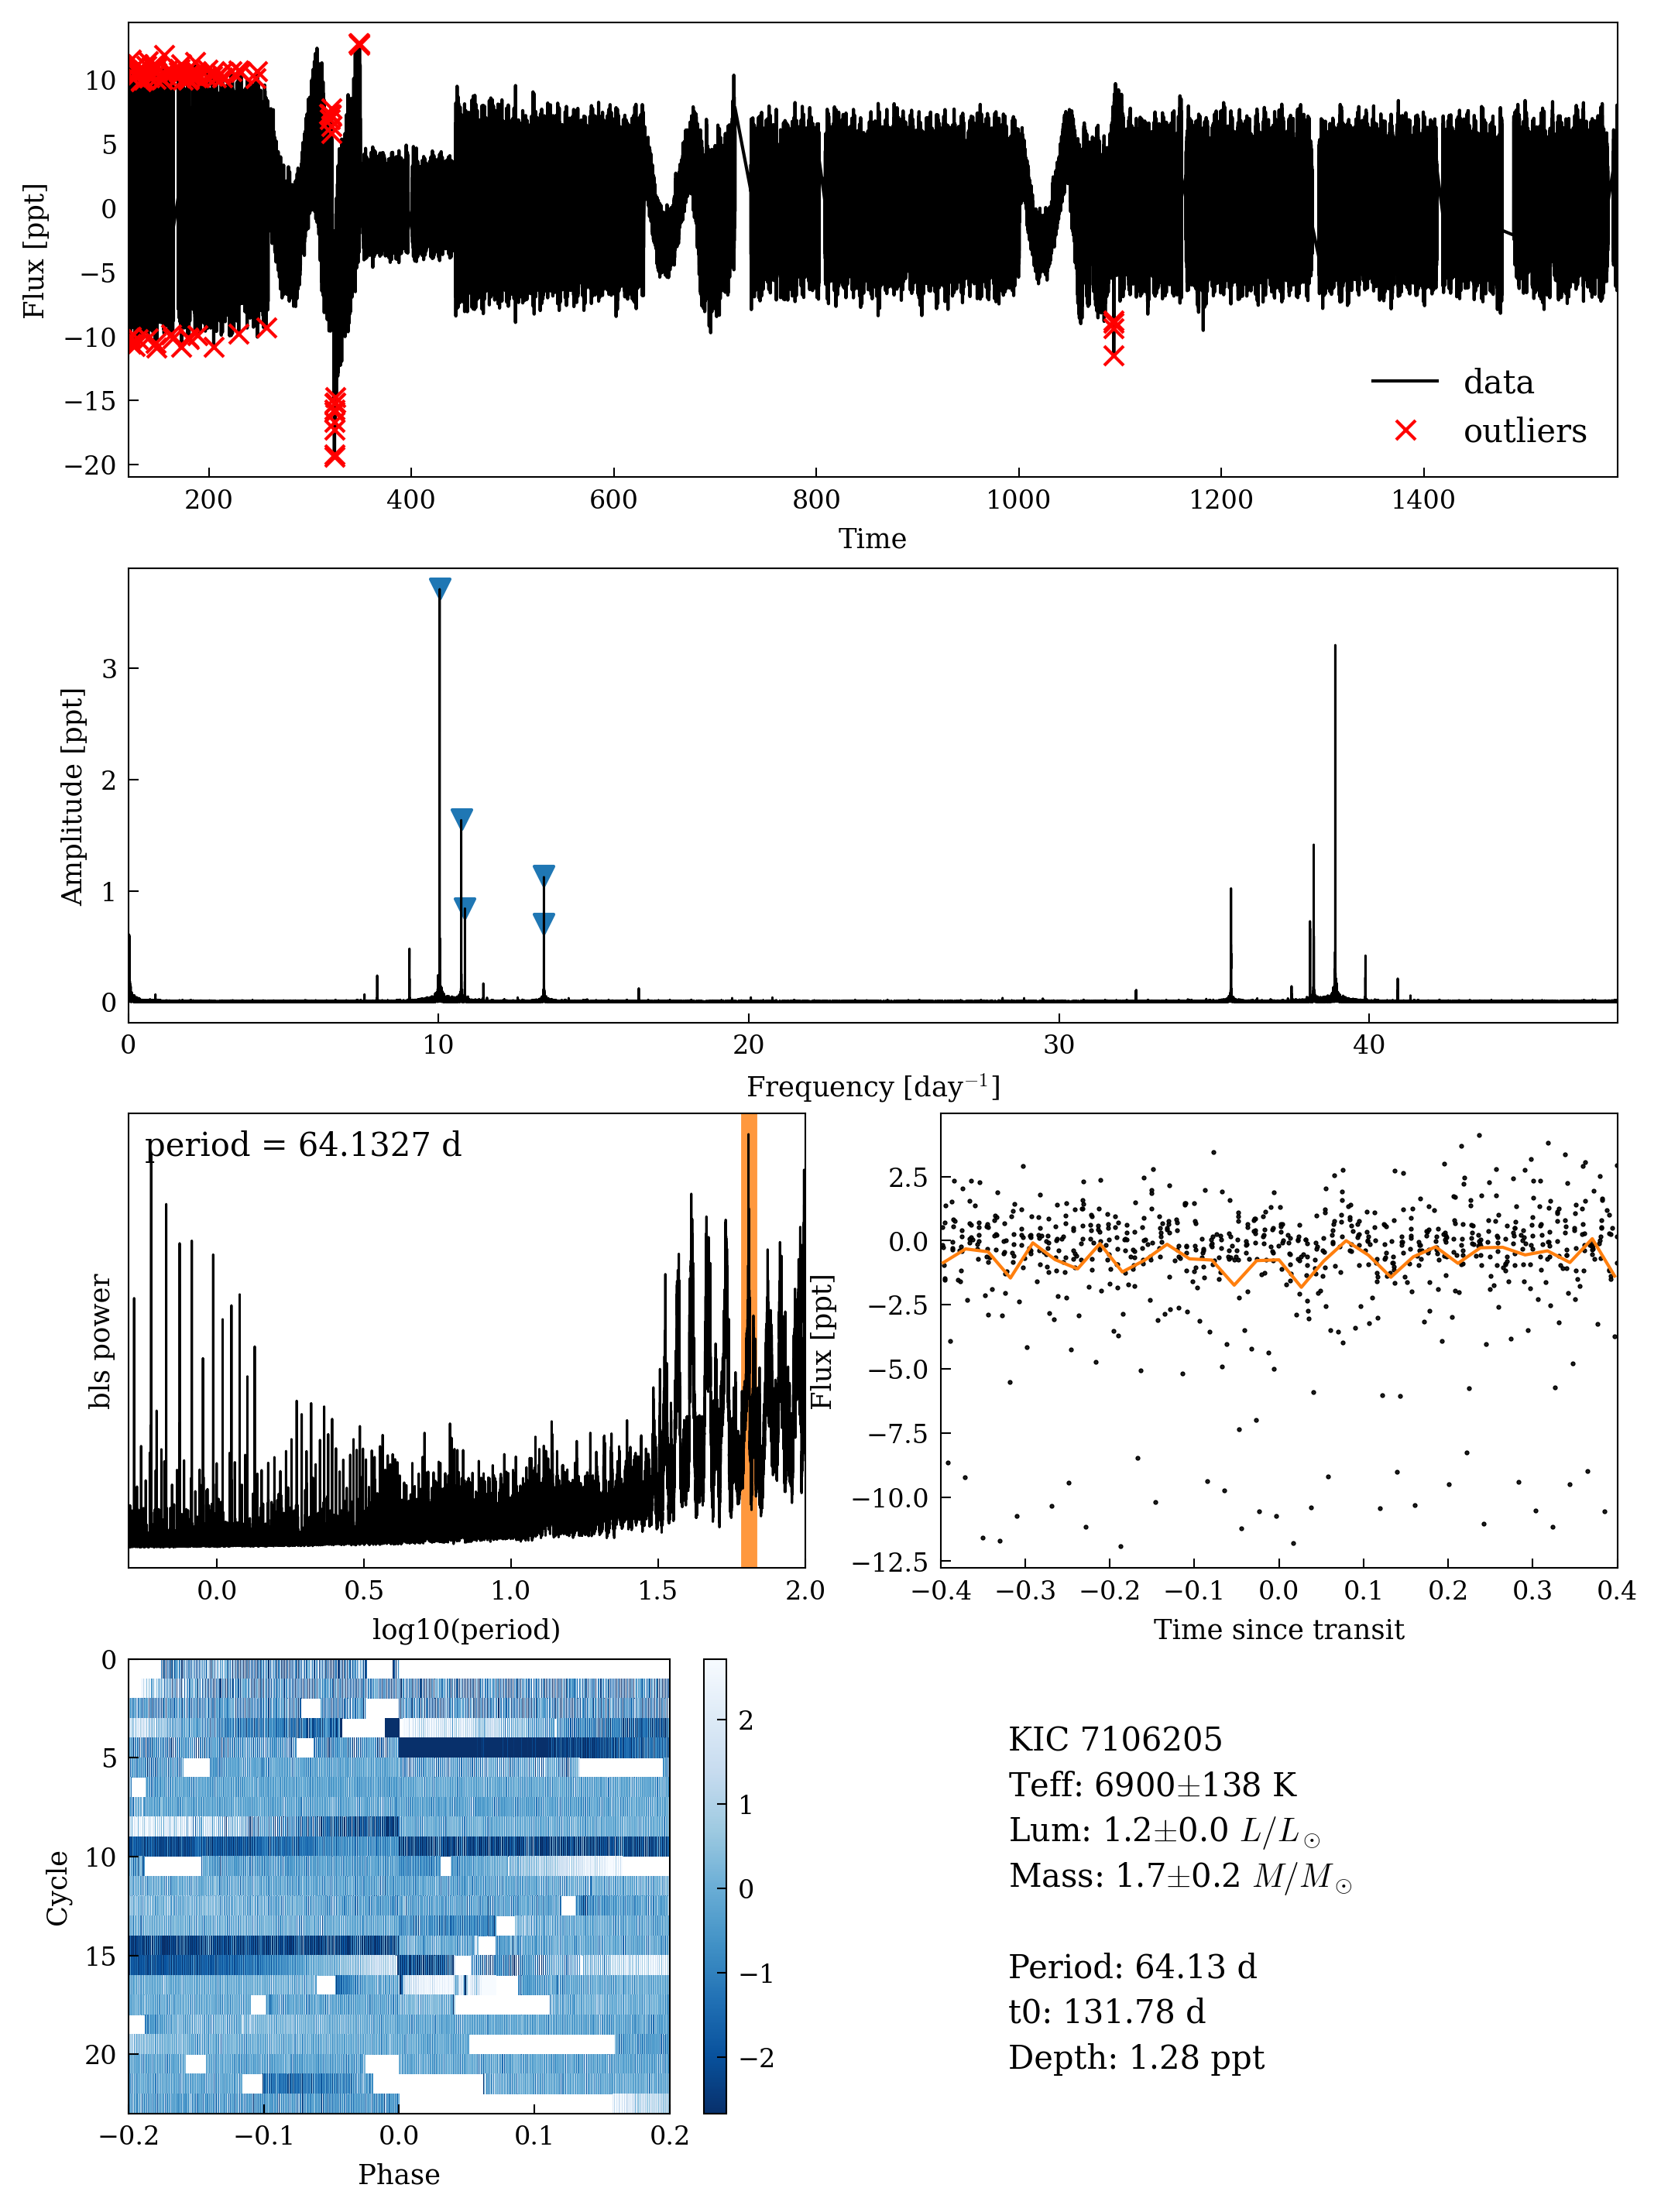 10
5
0
−5
−10
−15
−20
Flux [ppt]
data
outliers
200
400
600
800
1000
1200
1400
Time
3
2
1
0
Amplitude [ppt]
0
10
20
30
40
Frequency [day⁻¹]
period = 64.1327 d
bls power
0.0
0.5
1.0
1.5
2.0
log10(period)
2.5
0.0
−2.5
−5.0
−7.5
−10.0
−12.5
Flux [ppt]
−0.4
−0.3
−0.2
−0.1
0.0
0.1
0.2
0.3
0.4
Time since transit
0
5
10
15
20
Cycle
−0.2
−0.1
0.0
0.1
0.2
Phase
2
1
0
−1
−2
KIC 7106205
Teff: 6900±138 K
Lum: 1.2±0.0 L/L⊙
Mass: 1.7±0.2 M/M⊙
Period: 64.13 d
t0: 131.78 d
Depth: 1.28 ppt